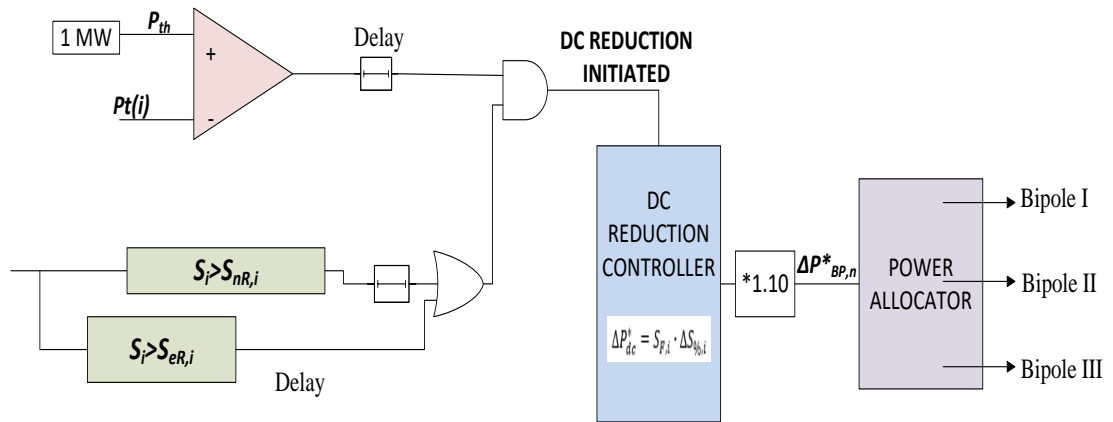 1 MW
P_th
+
Pt(i)
-
Delay
DC REDUCTION
INITIATED
S_i>S_nR,i
S_i>S_eR,i
Delay
DC
REDUCTION
CONTROLLER
ΔP*_dc = S_F,i · ΔS_%,i
*1.10
ΔP*_BP,n
POWER
ALLOCATOR
Bipole I
Bipole II
Bipole III